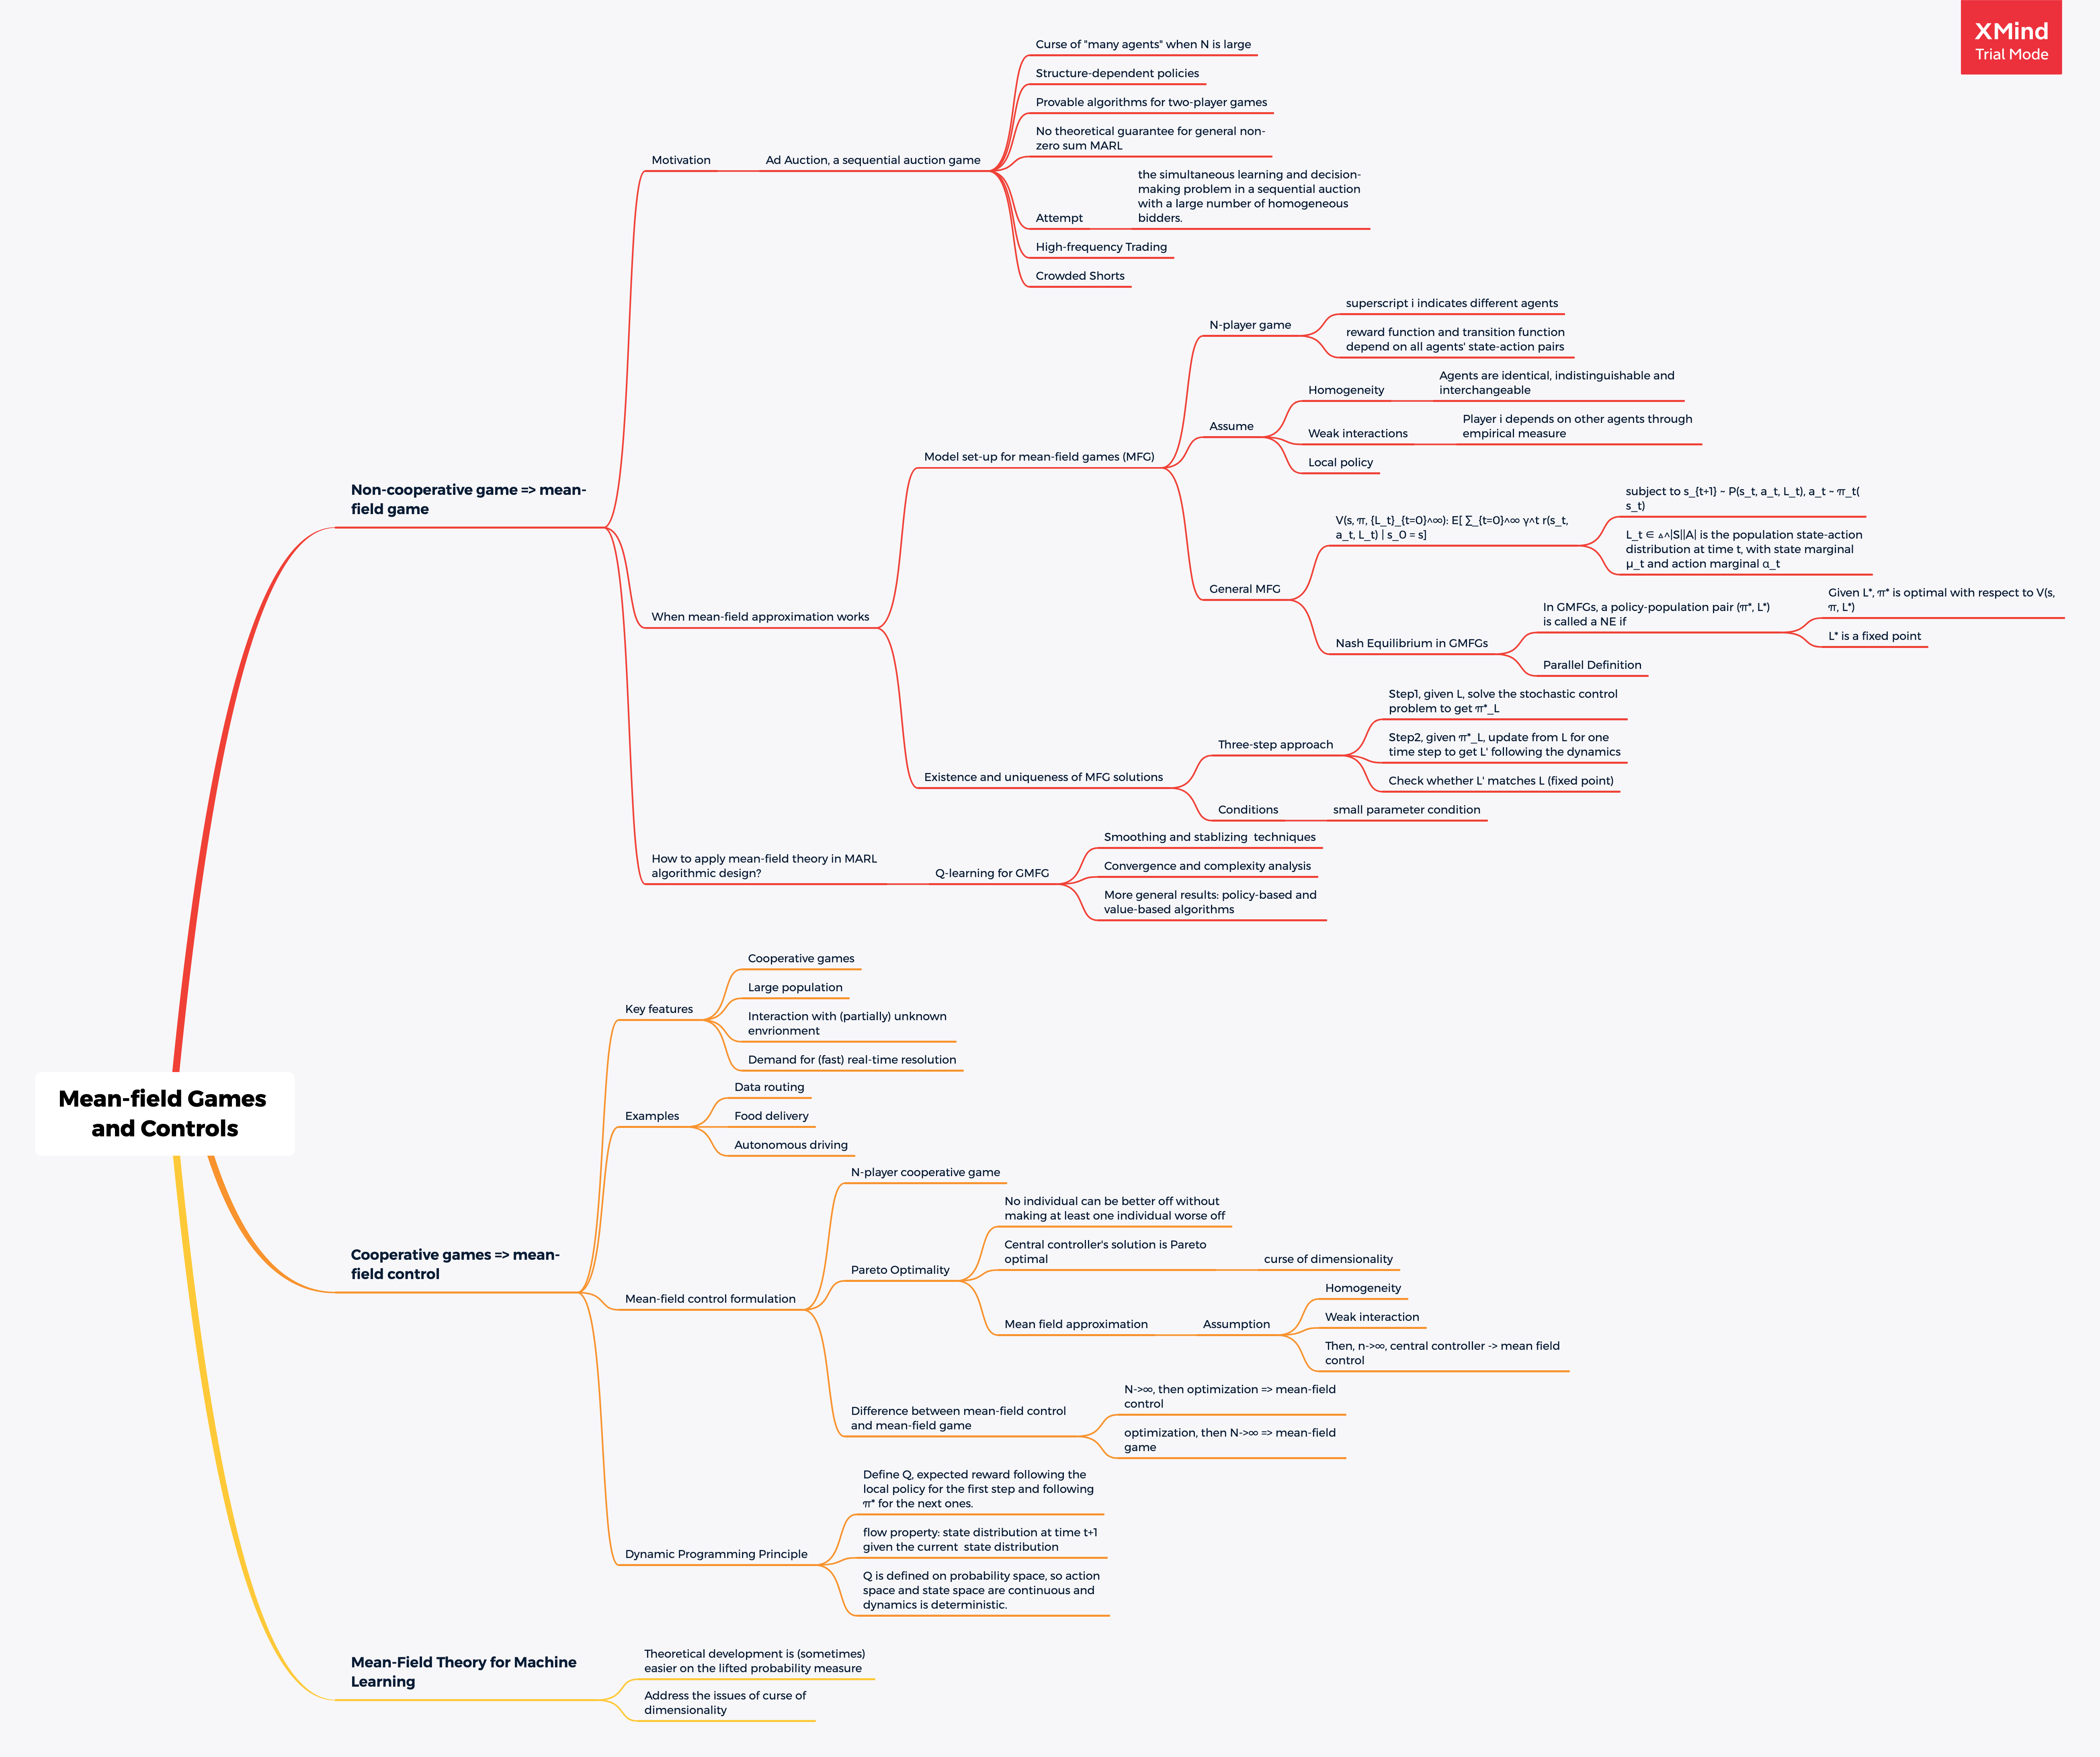 XMind
Trial Mode
Mean-field Games
and Controls
Non-cooperative game => mean-
field game
Motivation
Ad Auction, a sequential auction game
Curse of "many agents" when N is large
Structure-dependent policies
Provable algorithms for two-player games
No theoretical guarantee for general non-
zero sum MARL
Attempt
the simultaneous learning and decision-
making problem in a sequential auction
with a large number of homogeneous
bidders.
High-frequency Trading
Crowded Shorts
When mean-field approximation works
Model set-up for mean-field games (MFG)
N-player game
superscript i indicates different agents
reward function and transition function
depend on all agents' state-action pairs
Assume
Homogeneity
Agents are identical, indistinguishable and
interchangeable
Weak interactions
Player i depends on other agents through
empirical measure
Local policy
General MFG
V(s, π, {L_t}_{t=0}^∞): E[ ∑_{t=0}^∞ γ^t r(s_t,
a_t, L_t) | s_0 = s]
subject to s_{t+1} ~ P(s_t, a_t, L_t), a_t ~ π_t(
s_t)
L_t ∈ ▵^|S||A| is the population state-action
distribution at time t, with state marginal
μ_t and action marginal α_t
Nash Equilibrium in GMFGs
In GMFGs, a policy-population pair (π*, L*)
is called a NE if
Given L*, π* is optimal with respect to V(s,
π, L*)
L* is a fixed point
Parallel Definition
Existence and uniqueness of MFG solutions
Three-step approach
Step1, given L, solve the stochastic control
problem to get π*_L
Step2, given π*_L, update from L for one
time step to get L' following the dynamics
Check whether L' matches L (fixed point)
Conditions
small parameter condition
How to apply mean-field theory in MARL
algorithmic design?
Q-learning for GMFG
Smoothing and stablizing  techniques
Convergence and complexity analysis
More general results: policy-based and
value-based algorithms
Cooperative games => mean-
field control
Key features
Cooperative games
Large population
Interaction with (partially) unknown
envrionment
Demand for (fast) real-time resolution
Examples
Data routing
Food delivery
Autonomous driving
Mean-field control formulation
N-player cooperative game
Pareto Optimality
No individual can be better off without
making at least one individual worse off
Central controller's solution is Pareto
optimal
curse of dimensionality
Mean field approximation
Assumption
Homogeneity
Weak interaction
Then, n->∞, central controller -> mean field
control
Difference between mean-field control
and mean-field game
N->∞, then optimization => mean-field
control
optimization, then N->∞ => mean-field
game
Dynamic Programming Principle
Define Q, expected reward following the
local policy for the first step and following
π* for the next ones.
flow property: state distribution at time t+1
given the current  state distribution
Q is defined on probability space, so action
space and state space are continuous and
dynamics is deterministic.
Mean-Field Theory for Machine
Learning
Theoretical development is (sometimes)
easier on the lifted probability measure
Address the issues of curse of
dimensionality